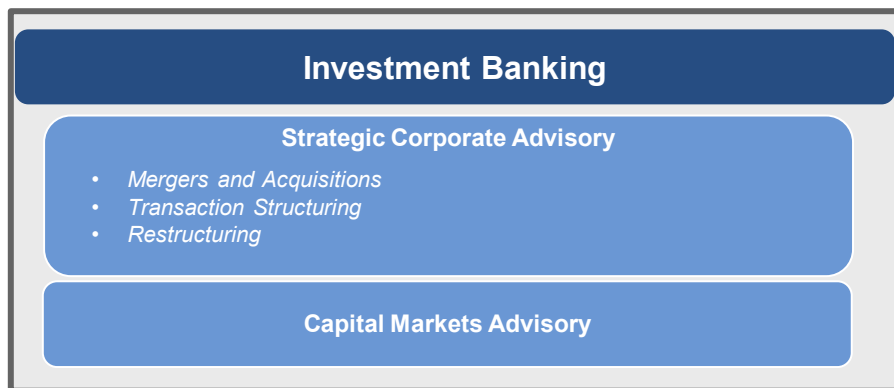 Investment Banking
Strategic Corporate Advisory
• Mergers and Acquisitions
• Transaction Structuring
• Restructuring
Capital Markets Advisory